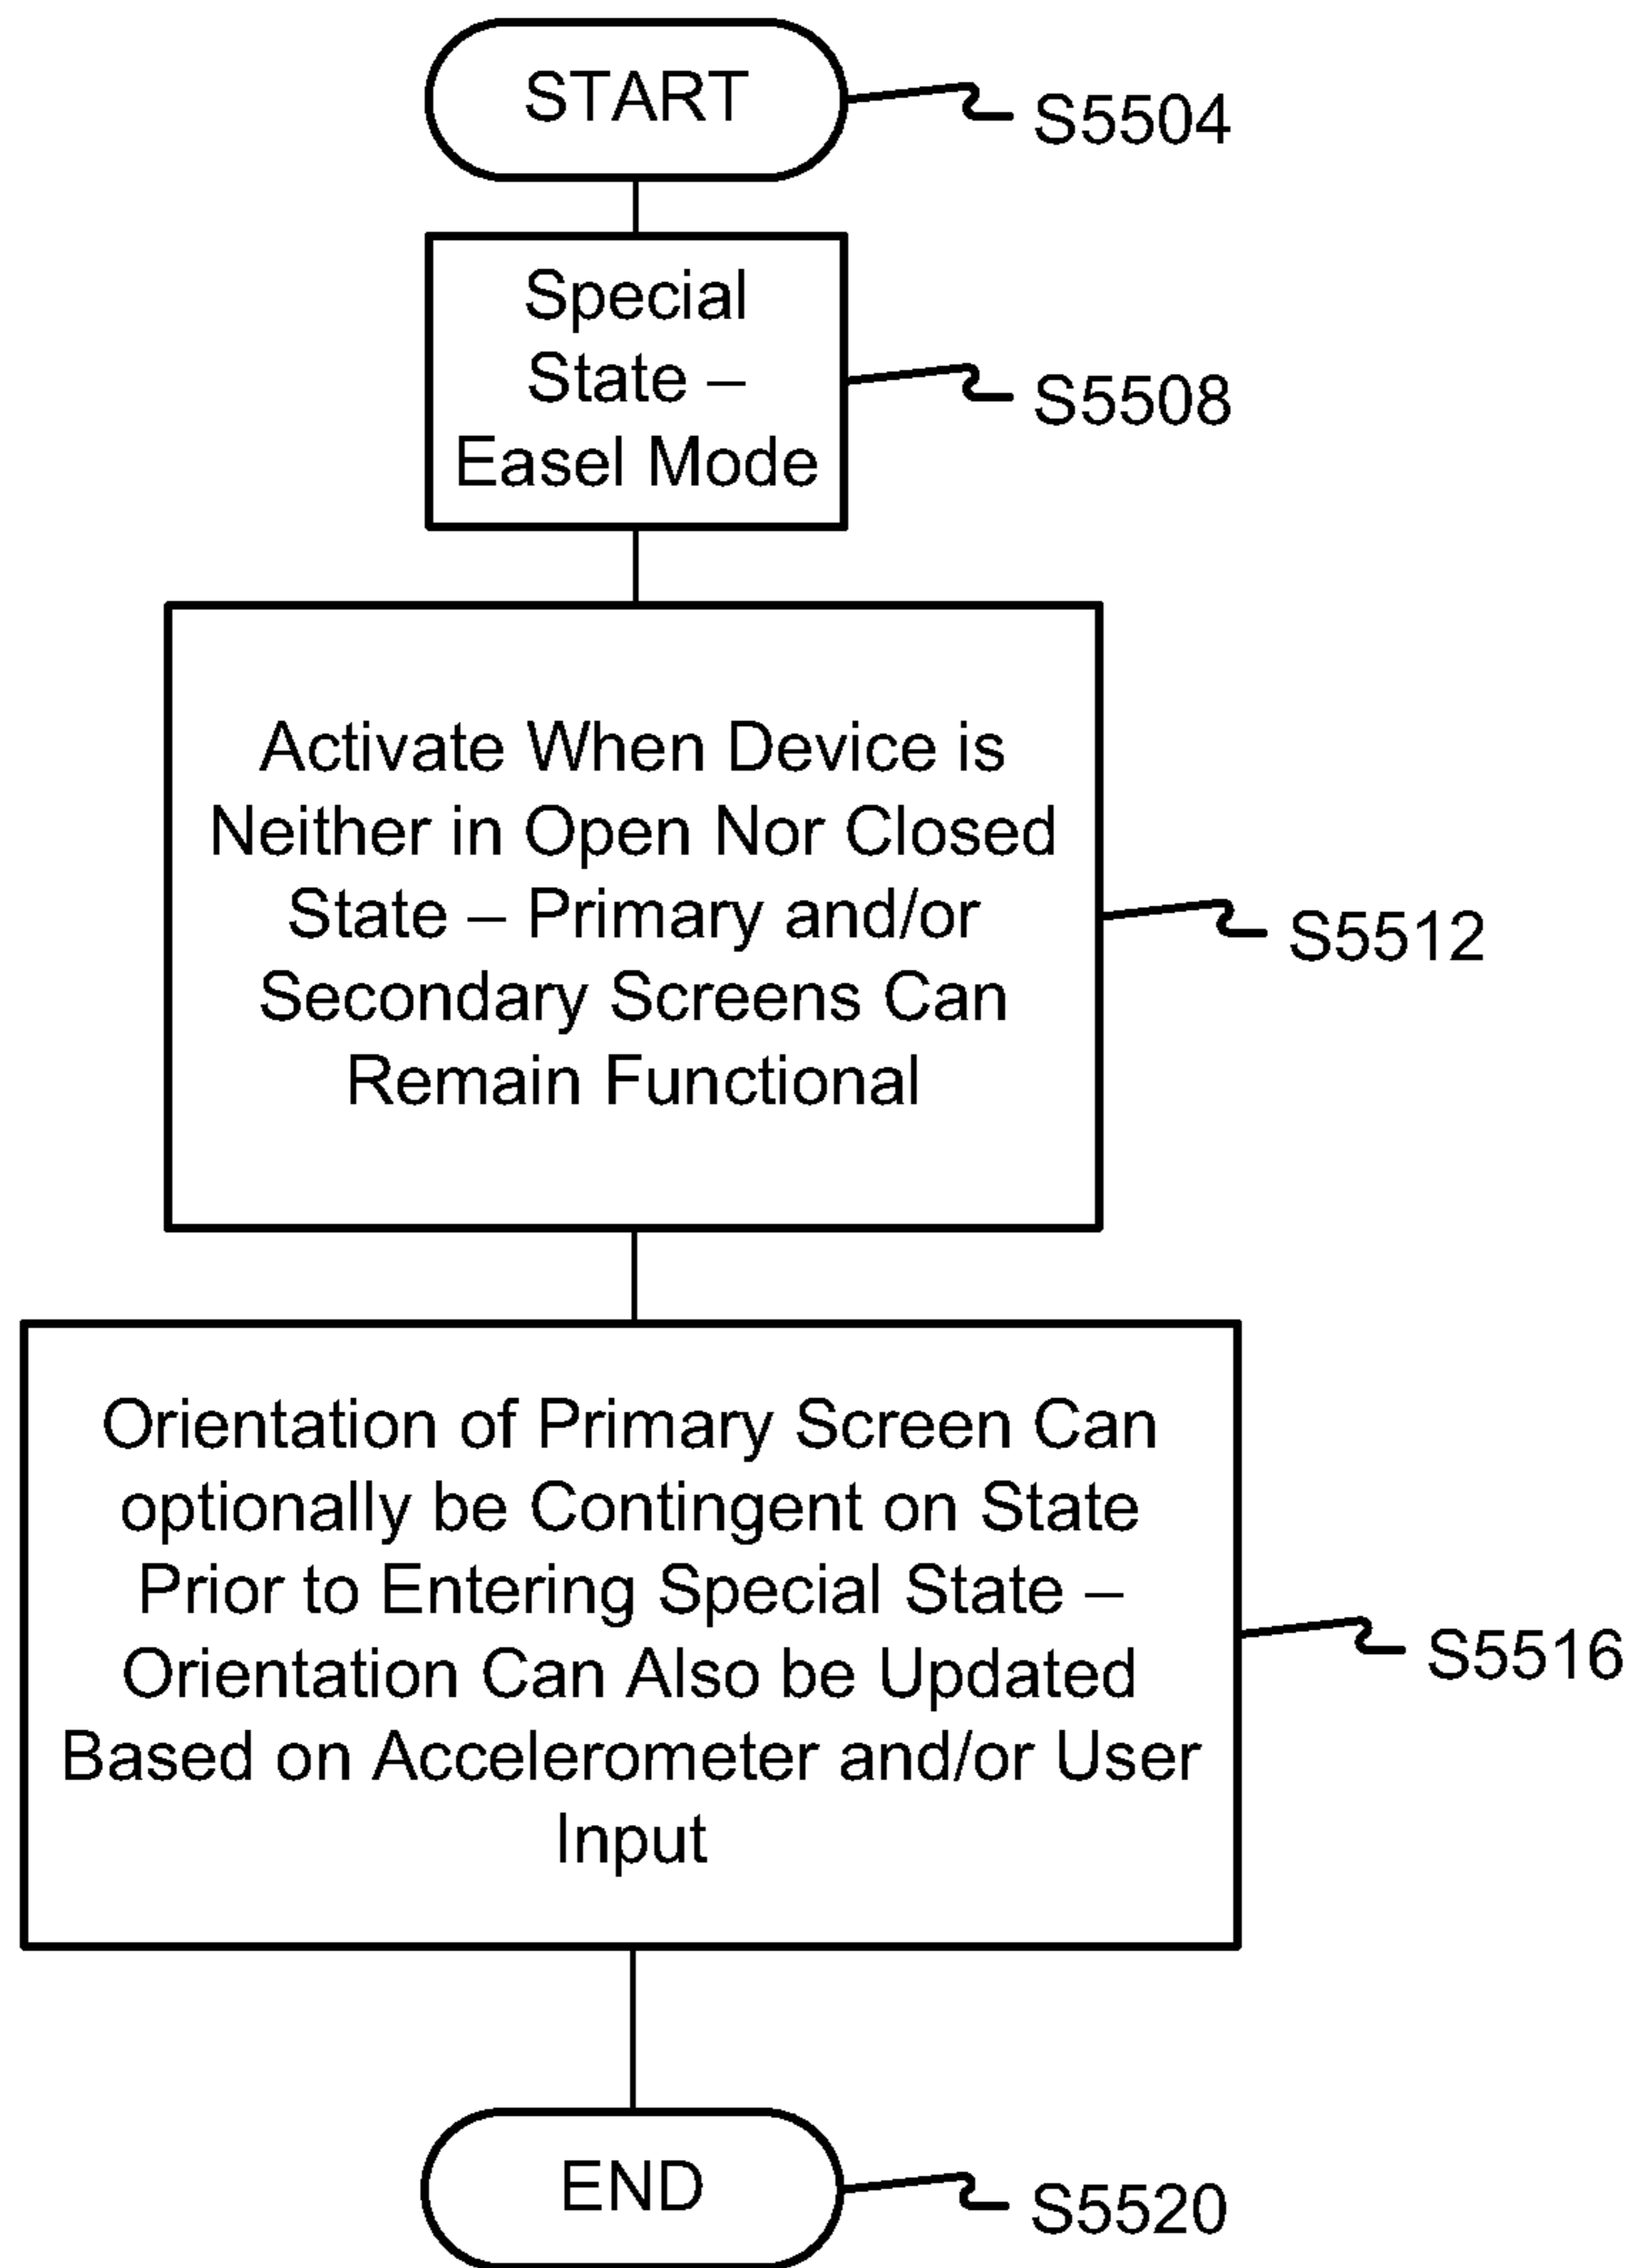 START
S5504
Special
State –
Easel Mode
S5508
Activate When Device is
Neither in Open Nor Closed
State – Primary and/or
Secondary Screens Can
Remain Functional
S5512
Orientation of Primary Screen Can
optionally be Contingent on State
Prior to Entering Special State –
Orientation Can Also be Updated
Based on Accelerometer and/or User
Input
S5516
END
S5520